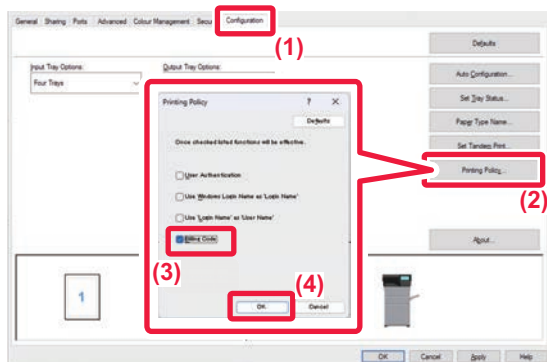 General Sharing Ports Advanced Colour Management Secu Configuration
(1)
Defaults
Input Tray Options: Output Tray Options:
Four Trays
Auto Configuration...
Set Tray Status...
Paper Type Name...
Set Tandem Print...
Printing Policy...
(2)
About...
Printing Policy ? X
Defaults
Once checked listed functions will be effective.
User Authentication
Use Windows Login Name as 'Login Name'
Use 'Login Name' as 'User Name'
Billing Code
(3)
(4)
OK Cancel
1
OK Cancel Apply Help